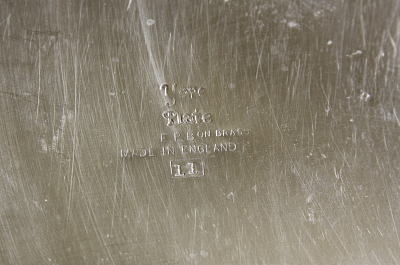 Plate
E P ON BRASS
MADE IN ENGLAND
11